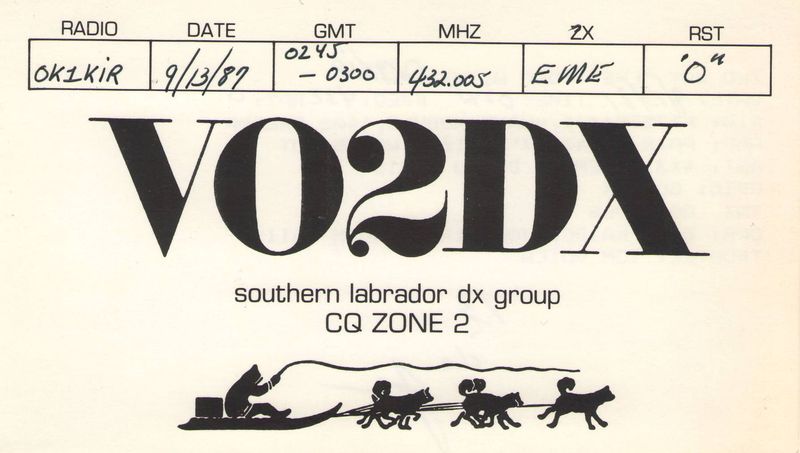 RADIO DATE GMT MHZ 2X RST
OK1KIR 9/13/87 0245 – 0300 432.005 EME "O"
VO2DX
southern labrador dx group
CQ ZONE 2